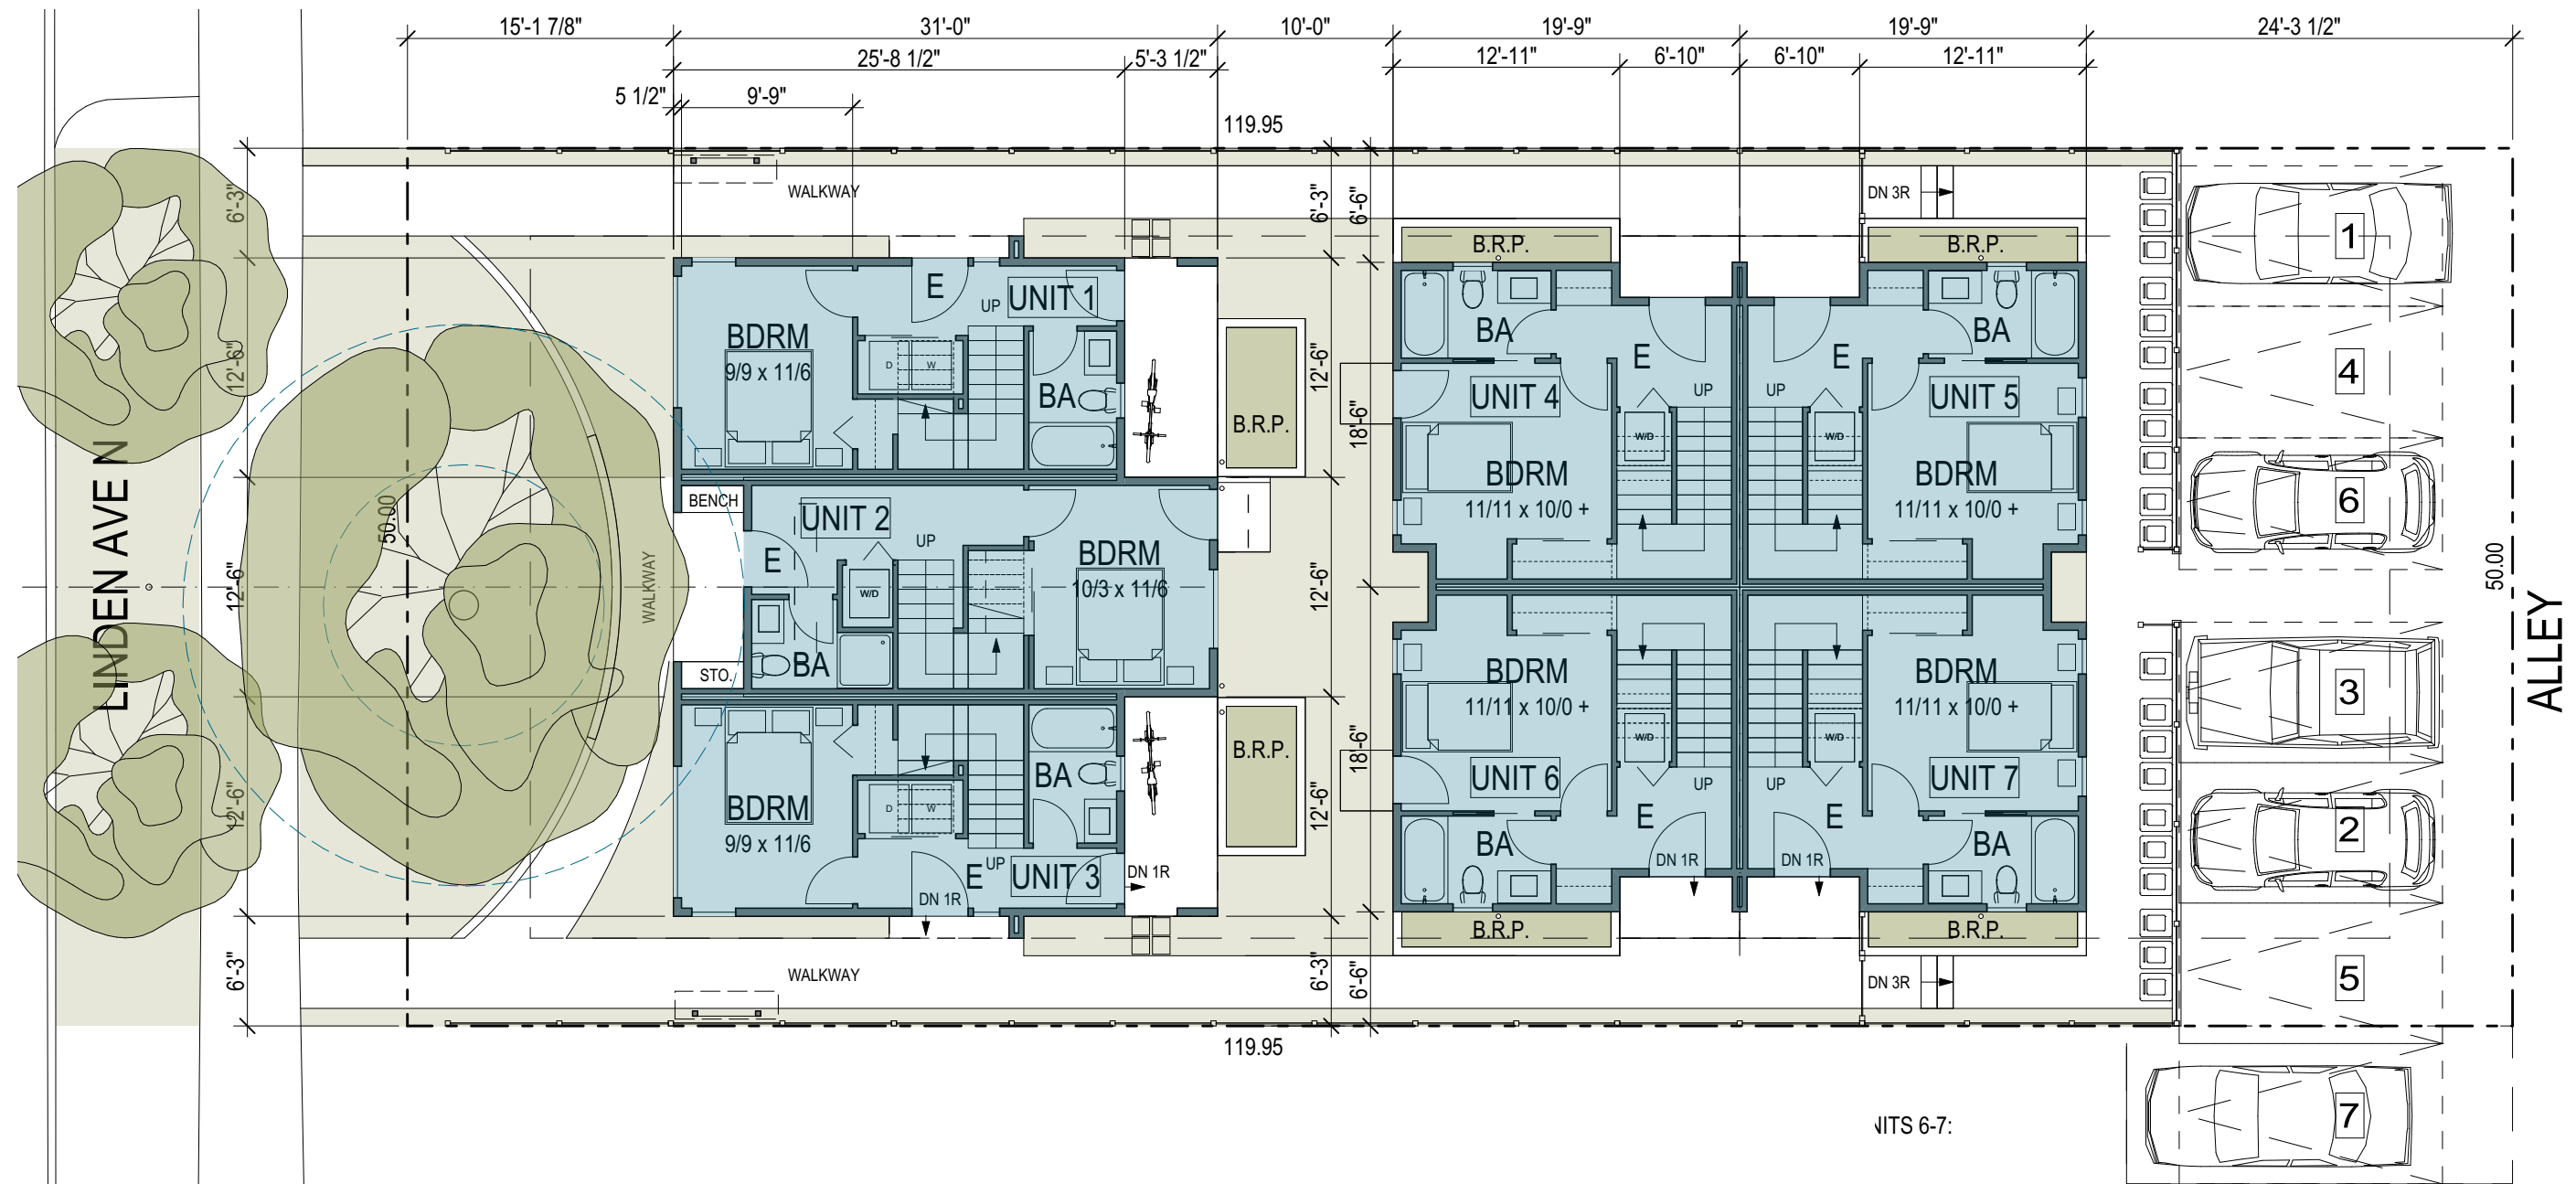 15'-1 7/8"
31'-0"
10'-0"
19'-9"
19'-9"
24'-3 1/2"
25'-8 1/2"
5'-3 1/2"
12'-11"
6'-10"
6'-10"
12'-11"
5 1/2"
9'-9"
119.95
WALKWAY
DN 3R
6'-3"
6'-3"
6'-6"
B.R.P.
B.R.P.
1
E
UP
UNIT 1
BDRM
9/9 x 11/6
D
W
BA
12'-6"
12'-6"
B.R.P.
18'-6"
BA
E
E
BA
UNIT 4
UP
UP
UNIT 5
W/D
W/D
BDRM
11/11 x 10/0 +
BDRM
11/11 x 10/0 +
4
6
LINDEN AVE N
50.00
WALKWAY
BENCH
UNIT 2
UP
E
W/D
BDRM
10/3 x 11/6
BA
STO.
12'-6"
12'-6"
50.00
ALLEY
BDRM
11/11 x 10/0 +
BDRM
11/11 x 10/0 +
W/D
W/D
UNIT 6
UP
UP
UNIT 7
18'-6"
BA
E
E
BA
DN 1R
DN 1R
3
2
5
12'-6"
BDRM
9/9 x 11/6
D
W
BA
UP
E
UNIT 3
DN 1R
DN 1R
B.R.P.
12'-6"
B.R.P.
B.R.P.
6'-3"
6'-3"
6'-6"
WALKWAY
DN 3R
119.95
NITS 6-7:
7